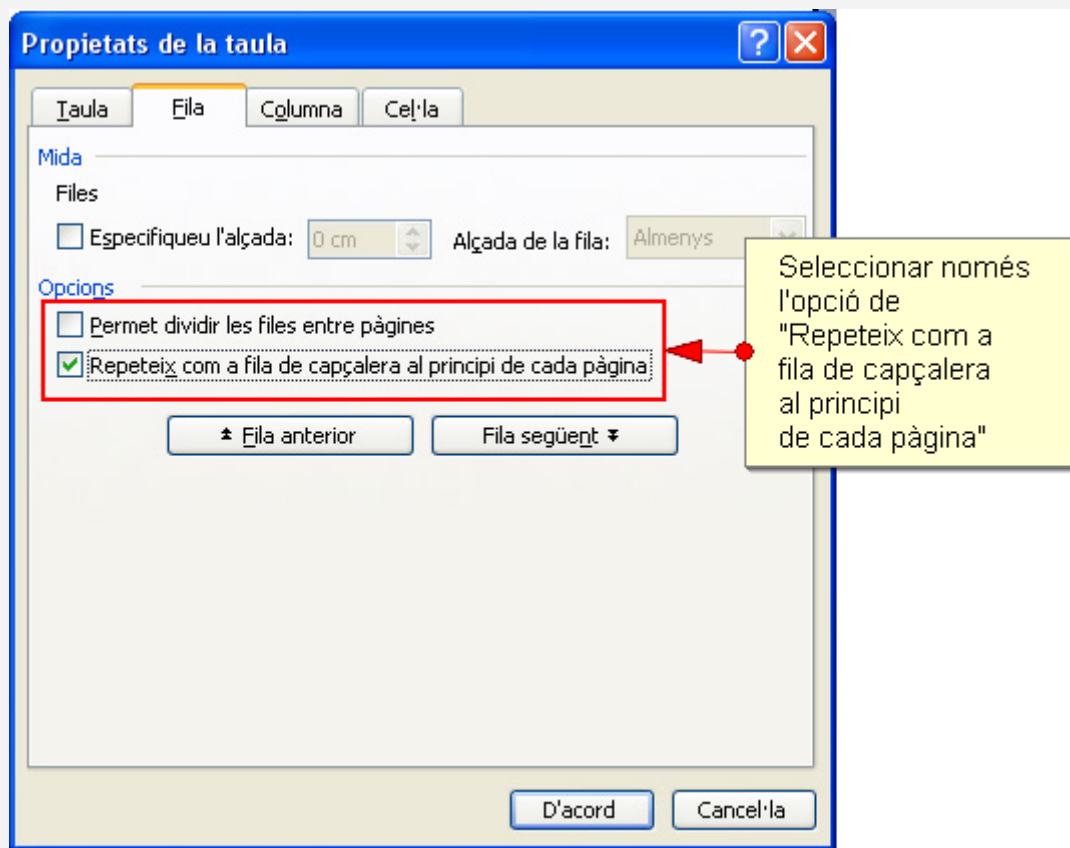 Propietats de la taula
Taula Fila Columna Cel·la
Mida
Files
Especifiqueu l'alçada: 0 cm Alçada de la fila: Almenys
Opcions
Permet dividir les files entre pàgines
Repeteix com a fila de capçalera al principi de cada pàgina
Fila anterior Fila següent
Seleccionar només
l'opció de
"Repeteix com a
fila de capçalera
al principi
de cada pàgina"
D'acord Cancel·la